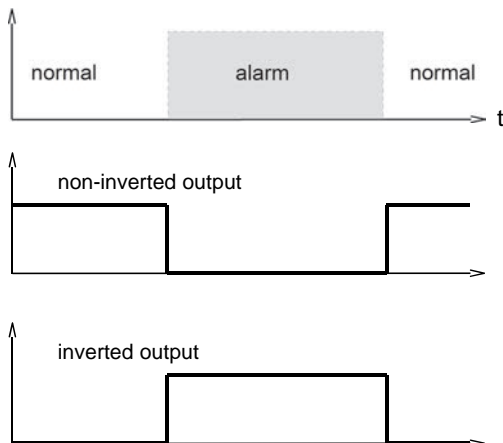 normal alarm normal
t
non-inverted output
inverted output